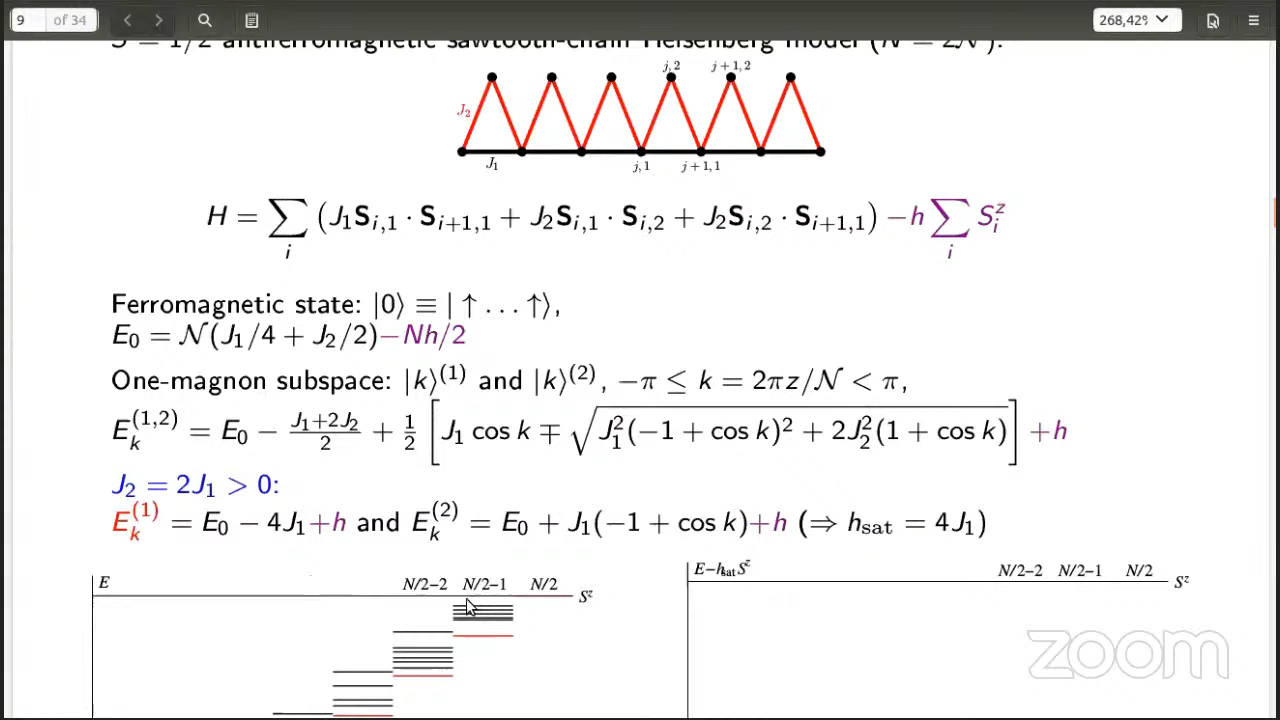 9 of 34
268,42%
S = 1/2 antiferromagnetic sawtooth-chain Heisenberg model (N = 2𝒩):
j,2 j+1,2
J₂
J₁ j,1 j+1,1
H = ∑ᵢ (J₁𝐒ᵢ,₁ · 𝐒ᵢ₊₁,₁ + J₂𝐒ᵢ,₁ · 𝐒ᵢ,₂ + J₂𝐒ᵢ,₂ · 𝐒ᵢ₊₁,₁) −h ∑ᵢ Sᵢᶻ
Ferromagnetic state: |0⟩ ≡ | ↑ … ↑⟩,
E₀ = 𝒩(J₁/4 + J₂/2)−Nh/2
One-magnon subspace: |k⟩⁽¹⁾ and |k⟩⁽²⁾, −π ≤ k = 2πz/𝒩 < π,
Eₖ⁽¹,²⁾ = E₀ − (J₁+2J₂)/2 + 1/2 [J₁ cos k ∓ √(J₁²(−1 + cos k)² + 2J₂²(1 + cos k))] +h
J₂ = 2J₁ > 0:
Eₖ⁽¹⁾ = E₀ − 4J₁+h and Eₖ⁽²⁾ = E₀ + J₁(−1 + cos k)+h (⇒ h_sat = 4J₁)
E N/2−2 N/2−1 N/2 Sᶻ
E−h_sat Sᶻ N/2−2 N/2−1 N/2 Sᶻ
zoom